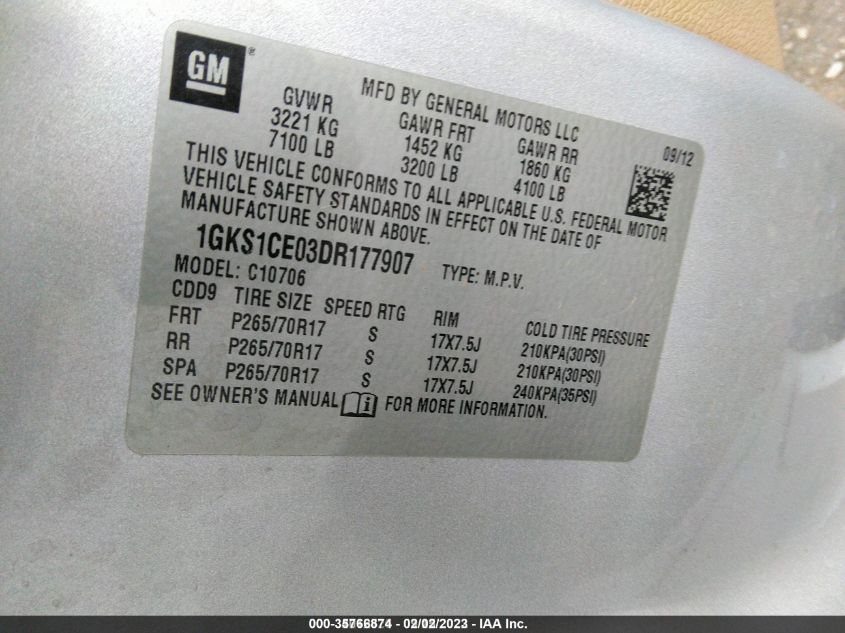 GM ®
MFD BY GENERAL MOTORS LLC
09/12
GVWR GAWR FRT GAWR RR
3221 KG 1452 KG 1860 KG
7100 LB 3200 LB 4100 LB
THIS VEHICLE CONFORMS TO ALL APPLICABLE U.S. FEDERAL MOTOR
VEHICLE SAFETY STANDARDS IN EFFECT ON THE DATE OF
MANUFACTURE SHOWN ABOVE.
1GKS1CE03DR177907 TYPE: M.P.V.
MODEL: C10706
CDD9 TIRE SIZE SPEED RTG RIM COLD TIRE PRESSURE
FRT P265/70R17 S 17X7.5J 210KPA(30PSI)
RR P265/70R17 S 17X7.5J 210KPA(30PSI)
SPA P265/70R17 S 17X7.5J 240KPA(35PSI)
SEE OWNER'S MANUAL i FOR MORE INFORMATION.
000-35766874 - 02/02/2023 - IAA Inc.